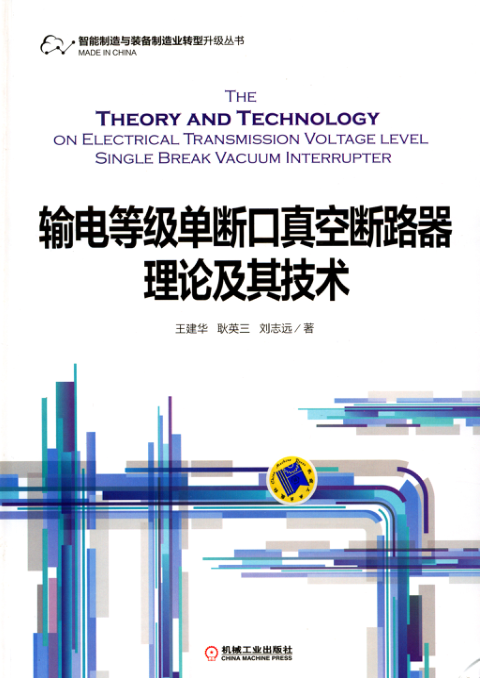 智能制造与装备制造业转型升级丛书
MADE IN CHINA
THE
THEORY AND TECHNOLOGY
ON ELECTRICAL TRANSMISSION VOLTAGE LEVEL
SINGLE BREAK VACUUM INTERRUPTER
输电等级单断口真空断路器
理论及其技术
王建华 耿英三 刘志远/著
机械工业出版社
CHINA MACHINE PRESS